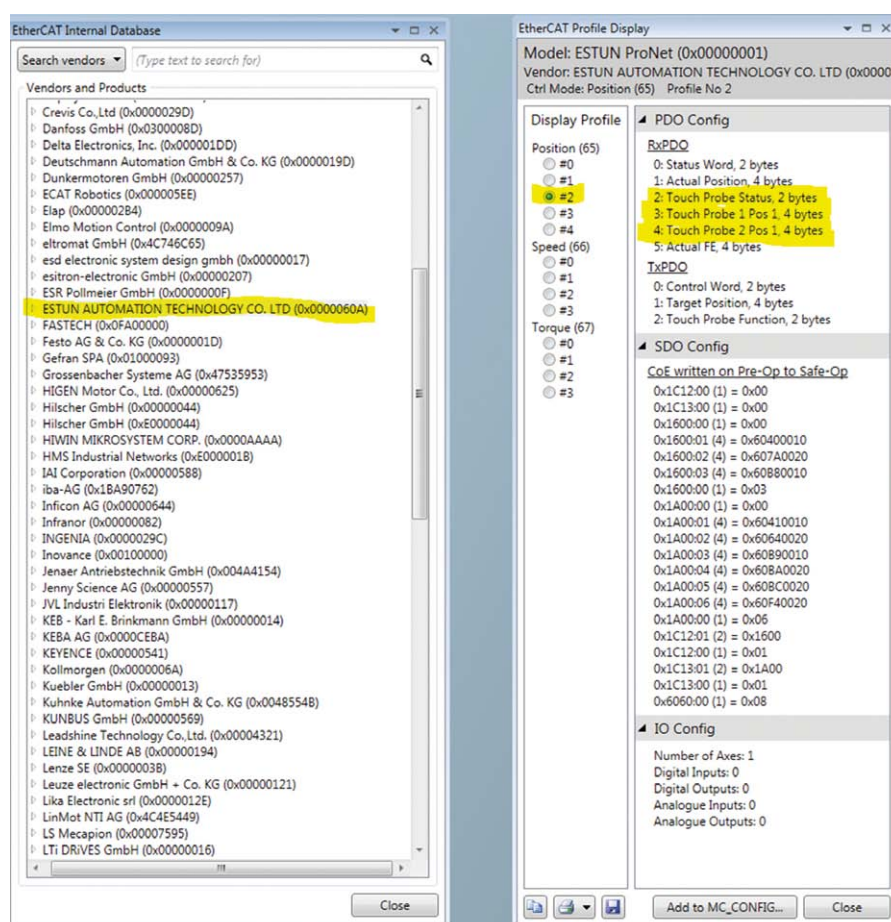 EtherCAT Internal Database
Search vendors
(Type text to search for)
Vendors and Products
Crevis Co.,Ltd (0x0000029D)
Danfoss GmbH (0x0300008D)
Delta Electronics, Inc. (0x000001DD)
Deutschmann Automation GmbH & Co. KG (0x0000019D)
Dunkermotoren GmbH (0x00000257)
ECAT Robotics (0x000005EE)
Elap (0x000002B4)
Elmo Motion Control (0x0000009A)
eltromat GmbH (0x4C746C65)
esd electronic system design gmbh (0x00000017)
esitron-electronic GmbH (0x00000207)
ESR Pollmeier GmbH (0x0000000F)
ESTUN AUTOMATION TECHNOLOGY CO. LTD (0x0000060A)
FASTECH (0x0FA00000)
Festo AG & Co. KG (0x0000001D)
Gefran SPA (0x01000093)
Grossenbacher Systeme AG (0x47535953)
HIGEN Motor Co., Ltd. (0x00000625)
Hilscher GmbH (0x00000044)
Hilscher GmbH (0xE0000044)
HIWIN MIKROSYSTEM CORP. (0x0000AAAA)
HMS Industrial Networks (0xE000001B)
IAI Corporation (0x00000588)
iba-AG (0x1BA90762)
Inficon AG (0x00000644)
Infranor (0x00000082)
INGENIA (0x0000029C)
Inovance (0x00100000)
Jenaer Antriebstechnik GmbH (0x004A4154)
Jenny Science AG (0x00000557)
JVL Industri Elektronik (0x00000117)
KEB - Karl E. Brinkmann GmbH (0x00000014)
KEBA AG (0x0000CEBA)
KEYENCE (0x00000541)
Kollmorgen (0x0000006A)
Kuebler GmbH (0x00000013)
Kuhnke Automation GmbH & Co. KG (0x0048554B)
KUNBUS GmbH (0x00000569)
Leadshine Technology Co.,Ltd. (0x00004321)
LEINE & LINDE AB (0x00000194)
Lenze SE (0x0000003B)
Leuze electronic GmbH + Co. KG (0x00000121)
Lika Electronic srl (0x0000012E)
LinMot NTI AG (0x4C4E5449)
LS Mecapion (0x00007595)
LTi DRiVES GmbH (0x00000016)
Close
EtherCAT Profile Display
Model: ESTUN ProNet (0x00000001)
Vendor: ESTUN AUTOMATION TECHNOLOGY CO. LTD (0x0000
Ctrl Mode: Position (65) Profile No 2
Display Profile
Position (65)
#0
#1
#2
#3
#4
Speed (66)
#0
#1
#2
#3
Torque (67)
#0
#1
#2
#3
PDO Config
RxPDO
0: Status Word, 2 bytes
1: Actual Position, 4 bytes
2: Touch Probe Status, 2 bytes
3: Touch Probe 1 Pos 1, 4 bytes
4: Touch Probe 2 Pos 1, 4 bytes
5: Actual FE, 4 bytes
TxPDO
0: Control Word, 2 bytes
1: Target Position, 4 bytes
2: Touch Probe Function, 2 bytes
SDO Config
CoE written on Pre-Op to Safe-Op
0x1C12:00 (1) = 0x00
0x1C13:00 (1) = 0x00
0x1600:00 (1) = 0x00
0x1600:01 (4) = 0x60400010
0x1600:02 (4) = 0x607A0020
0x1600:03 (4) = 0x60B80010
0x1600:00 (1) = 0x03
0x1A00:00 (1) = 0x00
0x1A00:01 (4) = 0x60410010
0x1A00:02 (4) = 0x60640020
0x1A00:03 (4) = 0x60B90010
0x1A00:04 (4) = 0x60BA0020
0x1A00:05 (4) = 0x60BC0020
0x1A00:06 (4) = 0x60F40020
0x1A00:00 (1) = 0x06
0x1C12:01 (2) = 0x1600
0x1C12:00 (1) = 0x01
0x1C13:01 (2) = 0x1A00
0x1C13:00 (1) = 0x01
0x6060:00 (1) = 0x08
IO Config
Number of Axes: 1
Digital Inputs: 0
Digital Outputs: 0
Analogue Inputs: 0
Analogue Outputs: 0
Add to MC_CONFIG...
Close